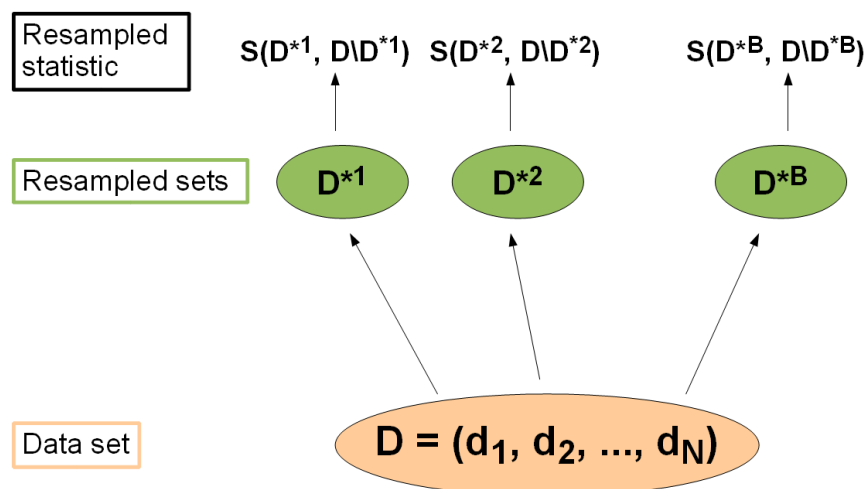 Resampled
statistic
S(D*1, D\D*1) S(D*2, D\D*2) S(D*B, D\D*B)
Resampled sets
D*1 D*2 D*B
Data set
D = (d1, d2, ..., dN)